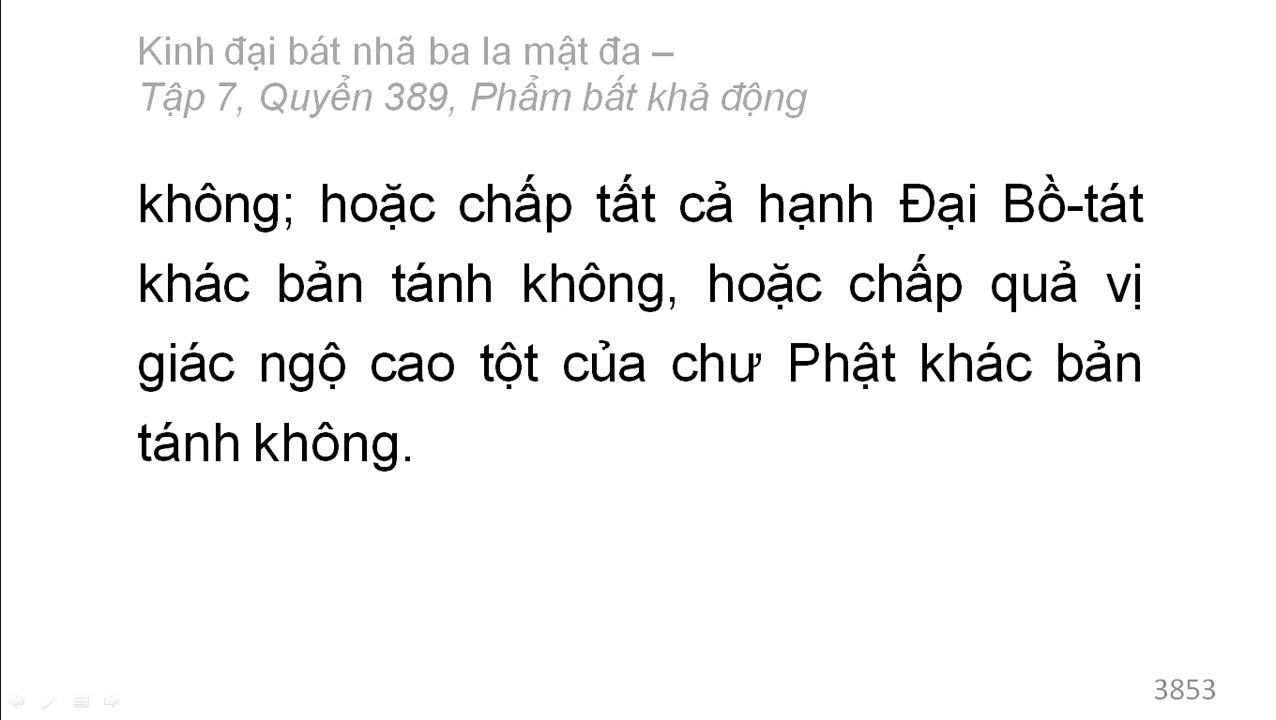 Kinh đại bát nhã ba la mật đa –
Tập 7, Quyển 389, Phẩm bất khả động
không; hoặc chấp tất cả hạnh Đại Bồ-tát
khác bản tánh không, hoặc chấp quả vị
giác ngộ cao tột của chư Phật khác bản
tánh không.
3853